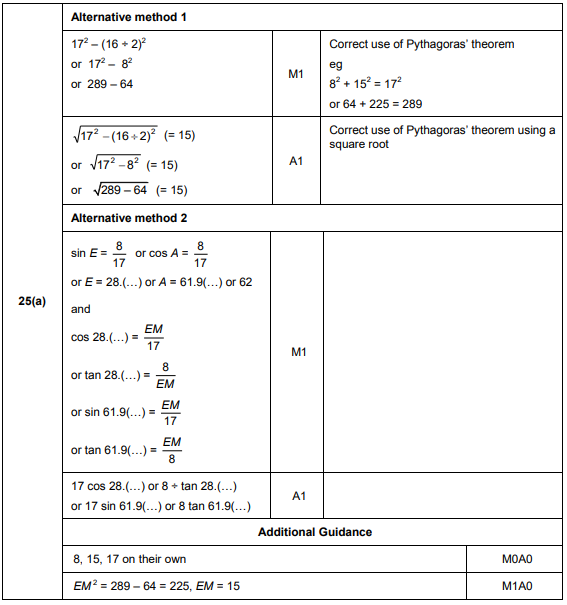 Alternative method 1
17² – (16 ÷ 2)²
or 17² – 8²
or 289 – 64
M1
Correct use of Pythagoras' theorem
eg
8² + 15² = 17²
or 64 + 225 = 289
√(17² – (16 ÷ 2)²) (= 15)
or √(17² – 8²) (= 15)
or √(289 – 64) (= 15)
A1
Correct use of Pythagoras' theorem using a
square root
25(a)
Alternative method 2
sin E = 8/17 or cos A = 8/17
or E = 28.(…) or A = 61.9(…) or 62
and
cos 28.(…) = EM/17
or tan 28.(…) = 8/EM
or sin 61.9(…) = EM/17
or tan 61.9(…) = EM/8
M1
17 cos 28.(…) or 8 ÷ tan 28.(…)
or 17 sin 61.9(…) or 8 tan 61.9(…)
A1
Additional Guidance
8, 15, 17 on their own
M0A0
EM² = 289 – 64 = 225, EM = 15
M1A0